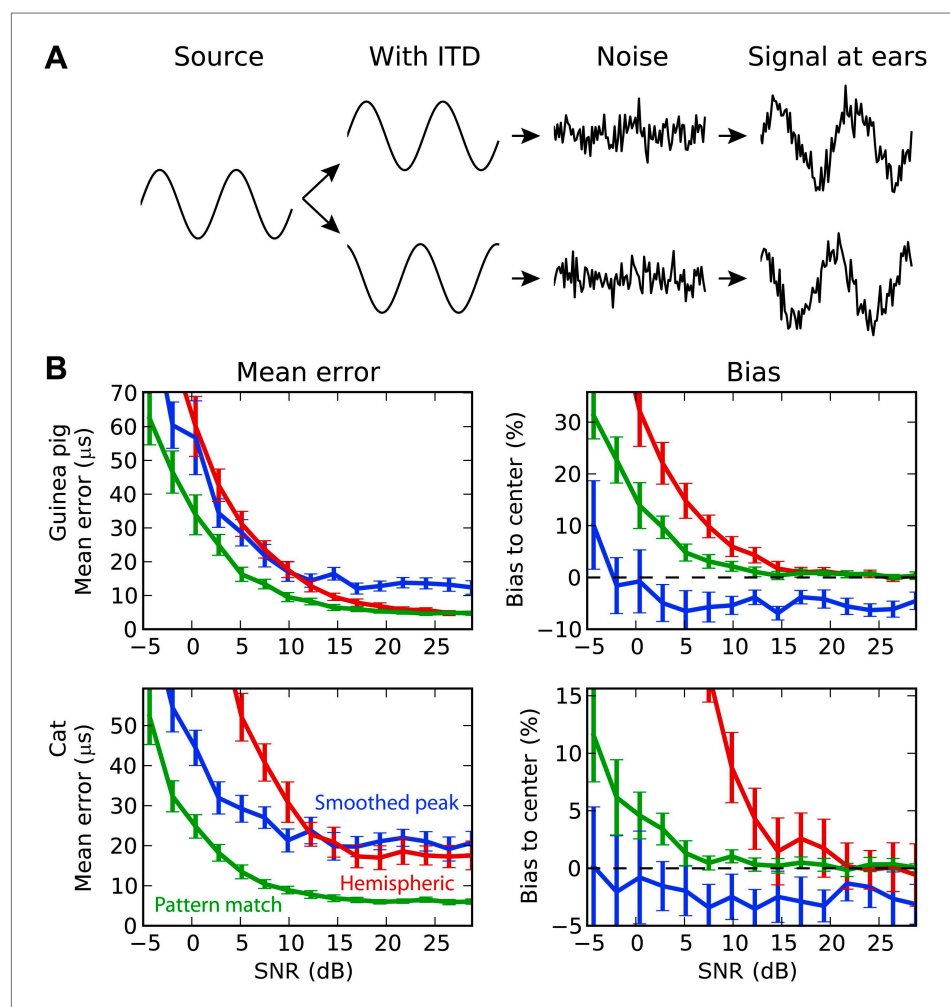 A
Source
With ITD
Noise
Signal at ears
B
Mean error
Bias
Guinea pig
Mean error (μs)
70
60
50
40
30
20
10
0
−5 0 5 10 15 20 25
Bias to center (%)
30
20
10
0
−10
−5 0 5 10 15 20 25
Cat
Mean error (μs)
50
40
30
20
10
0
Smoothed peak
Hemispheric
Pattern match
−5 0 5 10 15 20 25
SNR (dB)
Bias to center (%)
15
10
5
0
−5
−5 0 5 10 15 20 25
SNR (dB)